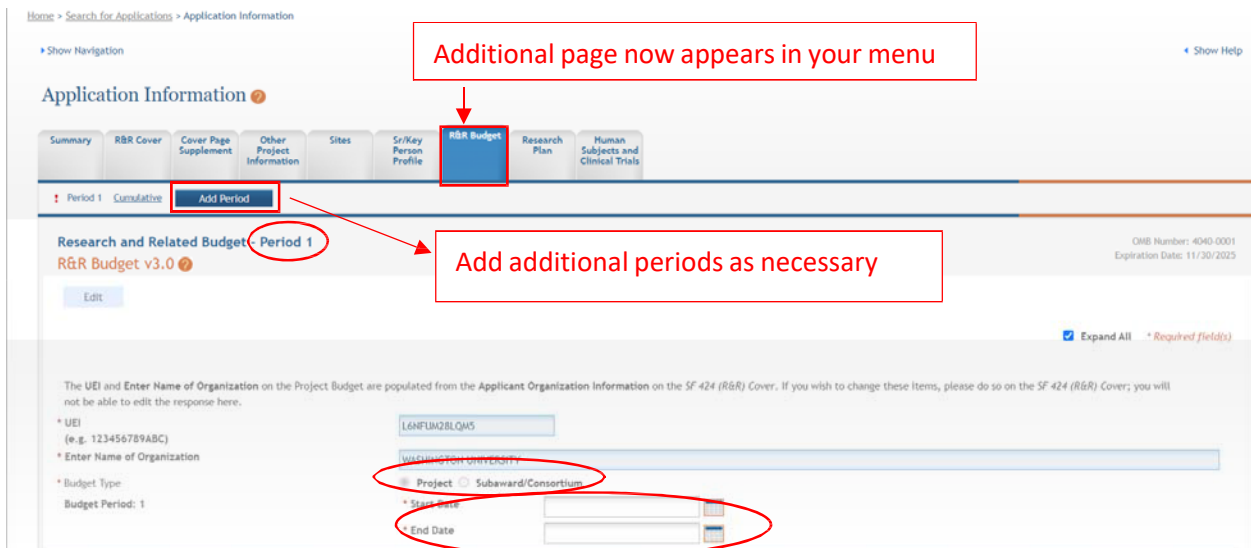 Home > Search for Applications > Application Information
Show Navigation
Additional page now appears in your menu
Show Help
Application Information
Summary
R&R Cover
Cover Page Supplement
Other Project Information
Sites
Sr/Key Person Profile
R&R Budget
Research Plan
Human Subjects and Clinical Trials
! Period 1 Cumulative Add Period
Research and Related Budget - Period 1
R&R Budget v3.0
OMB Number: 4040-0001
Expiration Date: 11/30/2025
Add additional periods as necessary
Edit
Expand All * Required field(s)
The UEI and Enter Name of Organization on the Project Budget are populated from the Applicant Organization Information on the SF 424 (R&R) Cover. If you wish to change these items, please do so on the SF 424 (R&R) Cover; you will
not be able to edit the response here.
* UEI
(e.g. 123456789ABC)
L6NFUM28LQM5
* Enter Name of Organization
WASHINGTON UNIVERSITY
* Budget Type
Project Subaward/Consortium
Budget Period: 1
* Start Date
* End Date